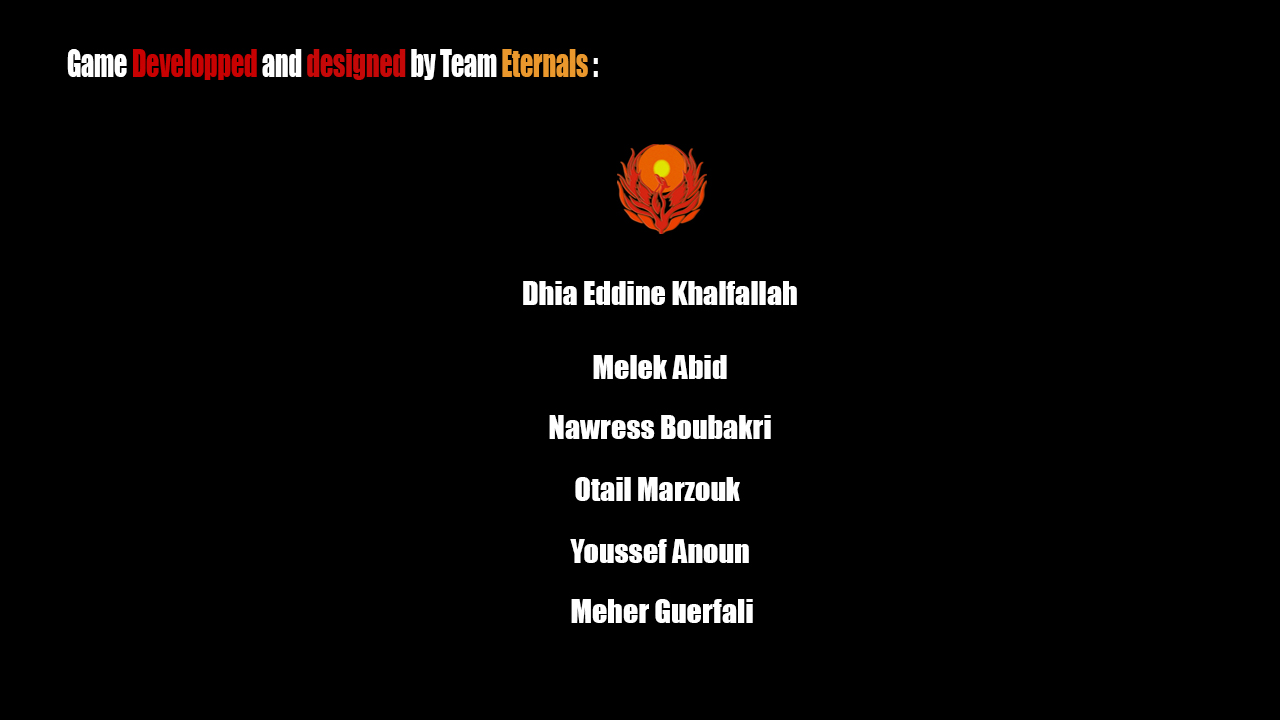 Game Developped and designed by Team Eternals :
Dhia Eddine Khalfallah
Melek Abid
Nawress Boubakri
Otail Marzouk
Youssef Anoun
Meher Guerfali